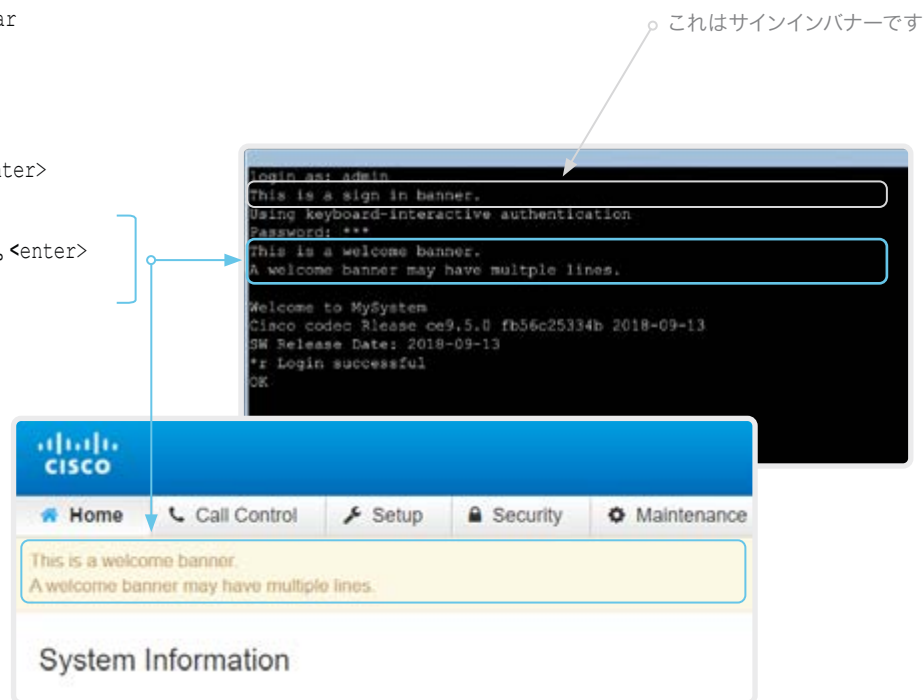 ar
これはサインインバナーです
ter>
,<enter>
login as: admin
This is a sign in banner.
Using keyboard-interactive authentication
Password: ***
This is a welcome banner.
A welcome banner may have multple lines.
Welcome to MySystem
Cisco codec Rlease ce9.5.0 fb56c25334b 2018-09-13
SW Release Date: 2018-09-13
*r Login successful
OK
CISCO
Home Call Control Setup Security Maintenance
This is a welcome banner.
A welcome banner may have multiple lines.
System Information